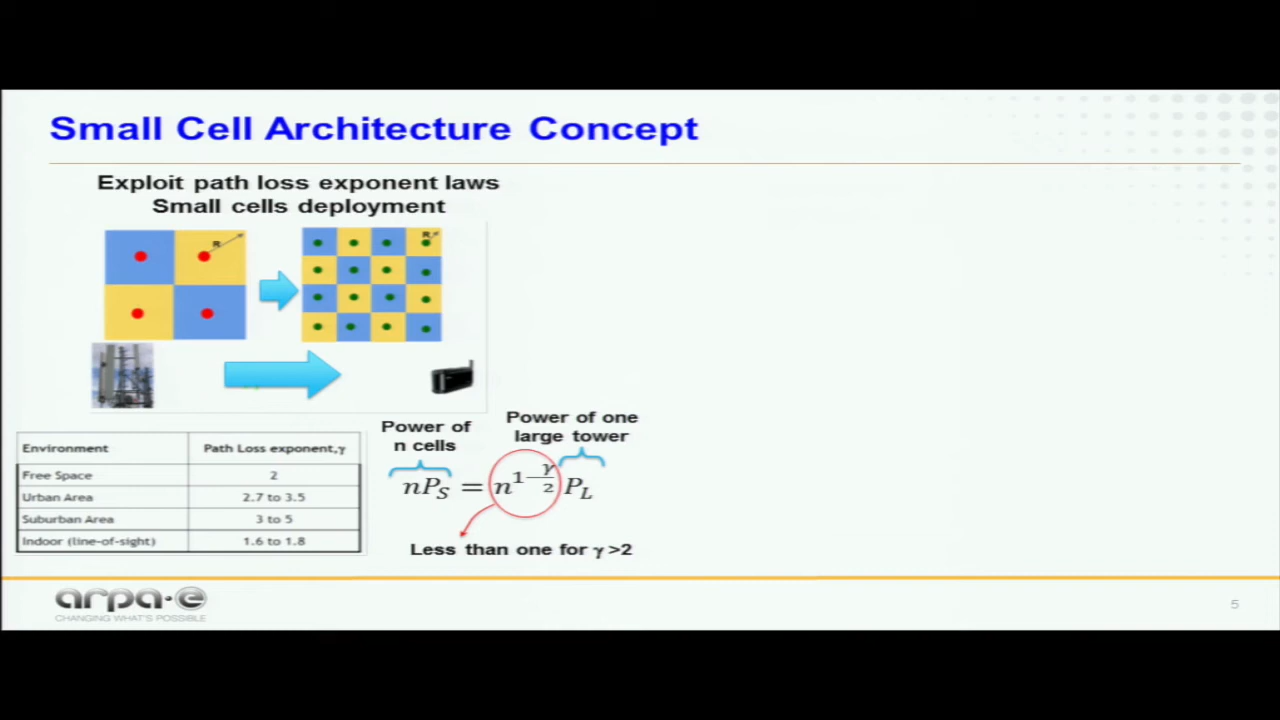 Small Cell Architecture Concept
Exploit path loss exponent laws
Small cells deployment
R
R
Environment Path Loss exponent,γ
Free Space 2
Urban Area 2.7 to 3.5
Suburban Area 3 to 5
Indoor (line-of-sight) 1.6 to 1.8
Power of
n cells
Power of one
large tower
nP_S = n^{1-γ/2} P_L
Less than one for γ >2
arpa·e
CHANGING WHAT'S POSSIBLE
5